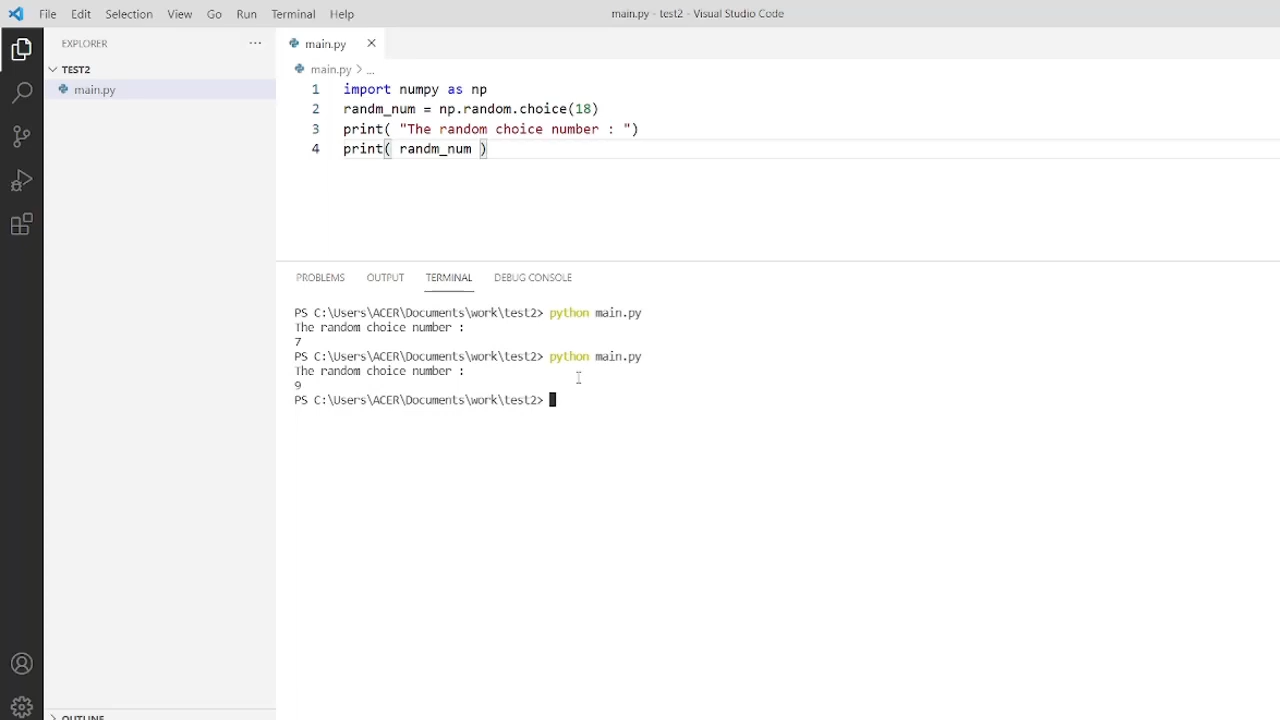 File Edit Selection View Go Run Terminal Help
main.py - test2 - Visual Studio Code
EXPLORER ...
main.py
TEST2
main.py
main.py > ...
1 import numpy as np
2 randm_num = np.random.choice(18)
3 print( "The random choice number : ")
4 print( randm_num )
PROBLEMS OUTPUT TERMINAL DEBUG CONSOLE
PS C:\Users\ACER\Documents\work\test2> python main.py
The random choice number :
7
PS C:\Users\ACER\Documents\work\test2> python main.py
The random choice number :
9
PS C:\Users\ACER\Documents\work\test2>
OUTLINE